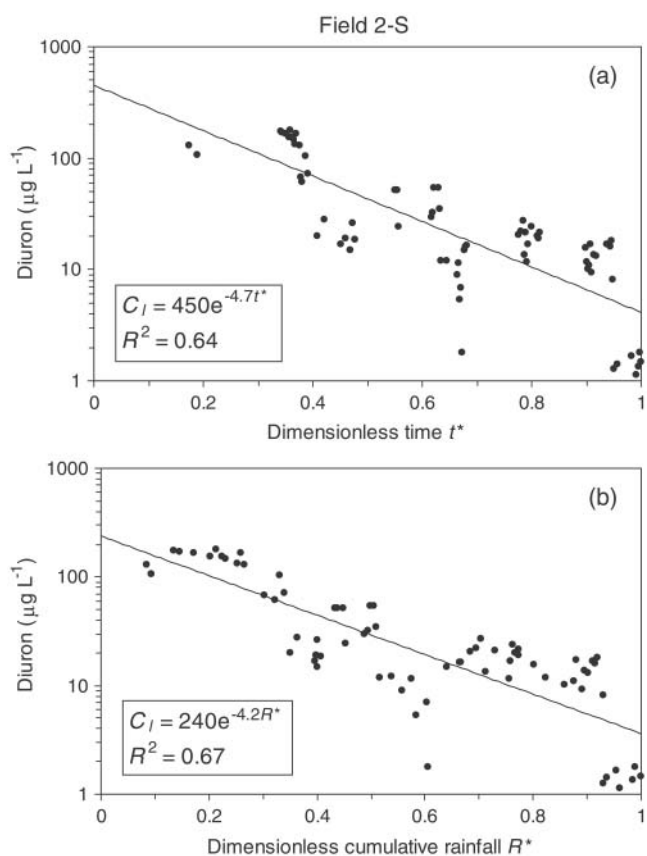 Field 2-S
1000
(a)
100
Diuron (μg L⁻¹)
10
C_l = 450e^-4.7t*
R² = 0.64
1
0 0.2 0.4 0.6 0.8 1
Dimensionless time t*
1000
(b)
100
Diuron (μg L⁻¹)
10
C_l = 240e^-4.2R*
R² = 0.67
1
0 0.2 0.4 0.6 0.8 1
Dimensionless cumulative rainfall R*